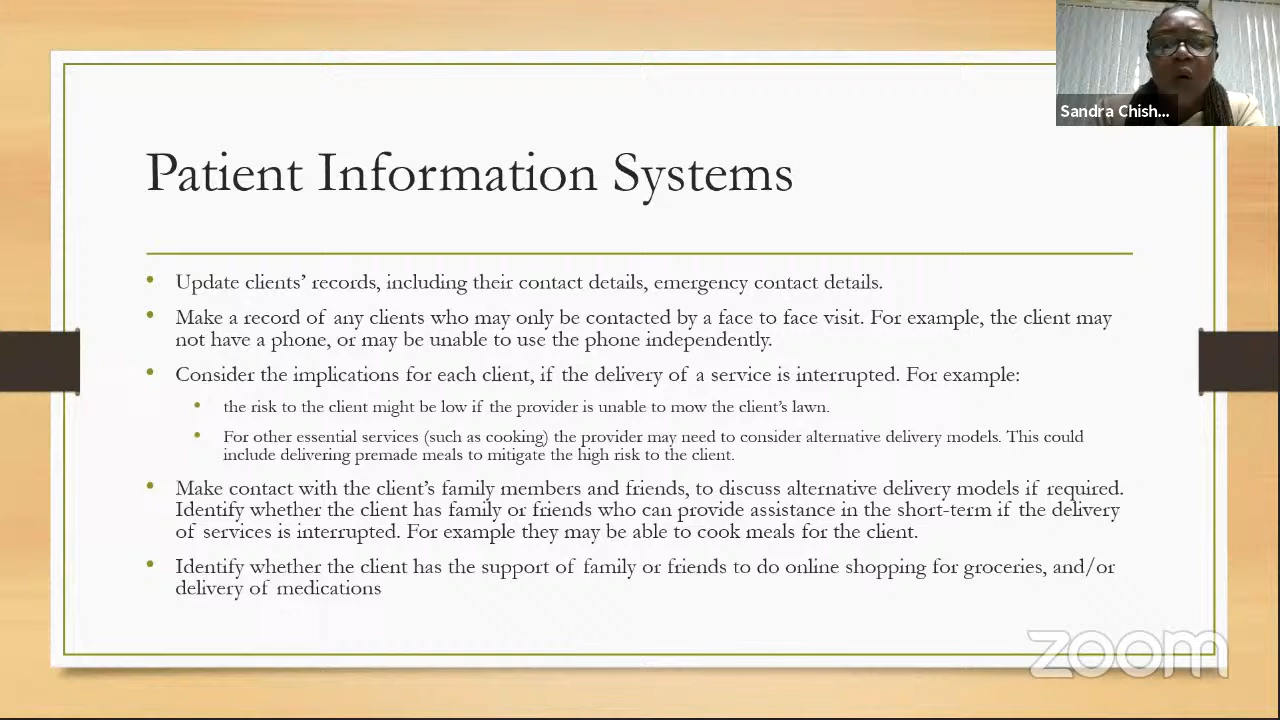 Sandra Chish...
Patient Information Systems
• Update clients' records, including their contact details, emergency contact details.
• Make a record of any clients who may only be contacted by a face to face visit. For example, the client may
not have a phone, or may be unable to use the phone independently.
• Consider the implications for each client, if the delivery of a service is interrupted. For example:
• the risk to the client might be low if the provider is unable to mow the client's lawn.
• For other essential services (such as cooking) the provider may need to consider alternative delivery models. This could
include delivering premade meals to mitigate the high risk to the client.
• Make contact with the client's family members and friends, to discuss alternative delivery models if required.
Identify whether the client has family or friends who can provide assistance in the short-term if the delivery
of services is interrupted. For example they may be able to cook meals for the client.
• Identify whether the client has the support of family or friends to do online shopping for groceries, and/or
delivery of medications
zoom